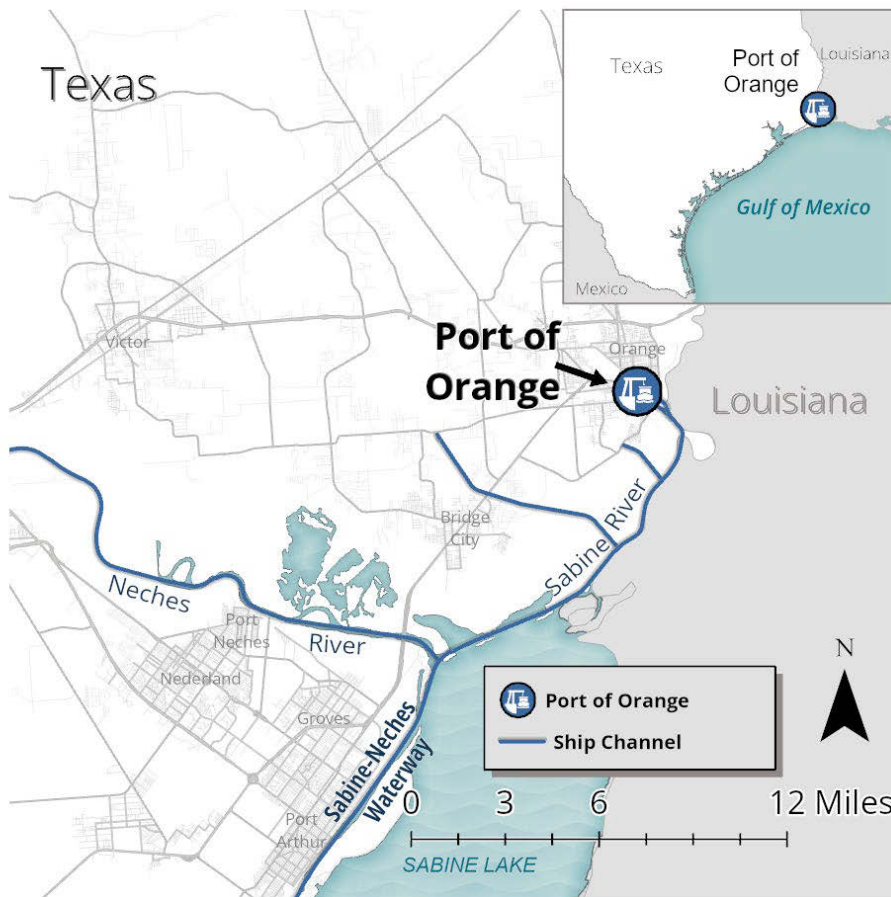 Texas
Texas
Port of
Orange
Louisiana
Gulf of Mexico
Mexico
Victor
Port of
Orange
Orange
Louisiana
Bridge
City
Sabine River
Neches
River
Port
Neches
Nededand
Groves
Sabine-Neches
Waterway
Port
Arthur
N
Port of Orange
Ship Channel
0 3 6 12 Miles
SABINE LAKE